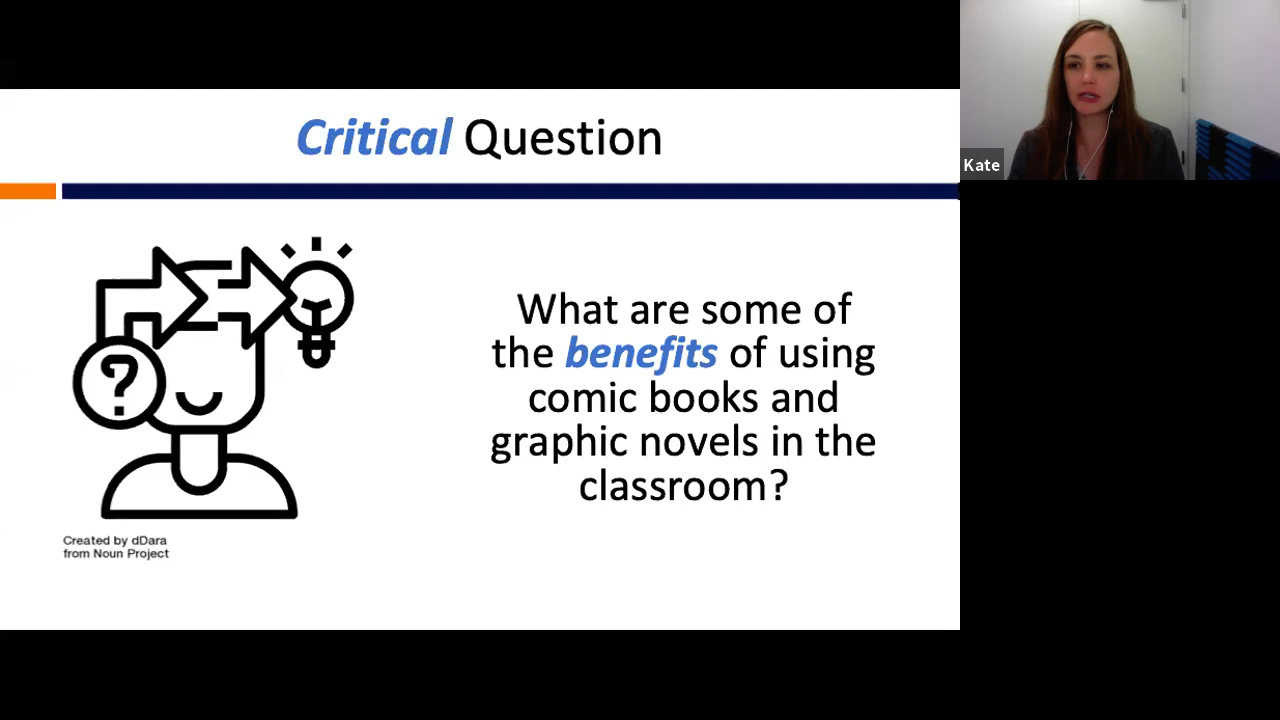 Critical Question
Kate
?
What are some of
the benefits of using
comic books and
graphic novels in the
classroom?
Created by dDara
from Noun Project